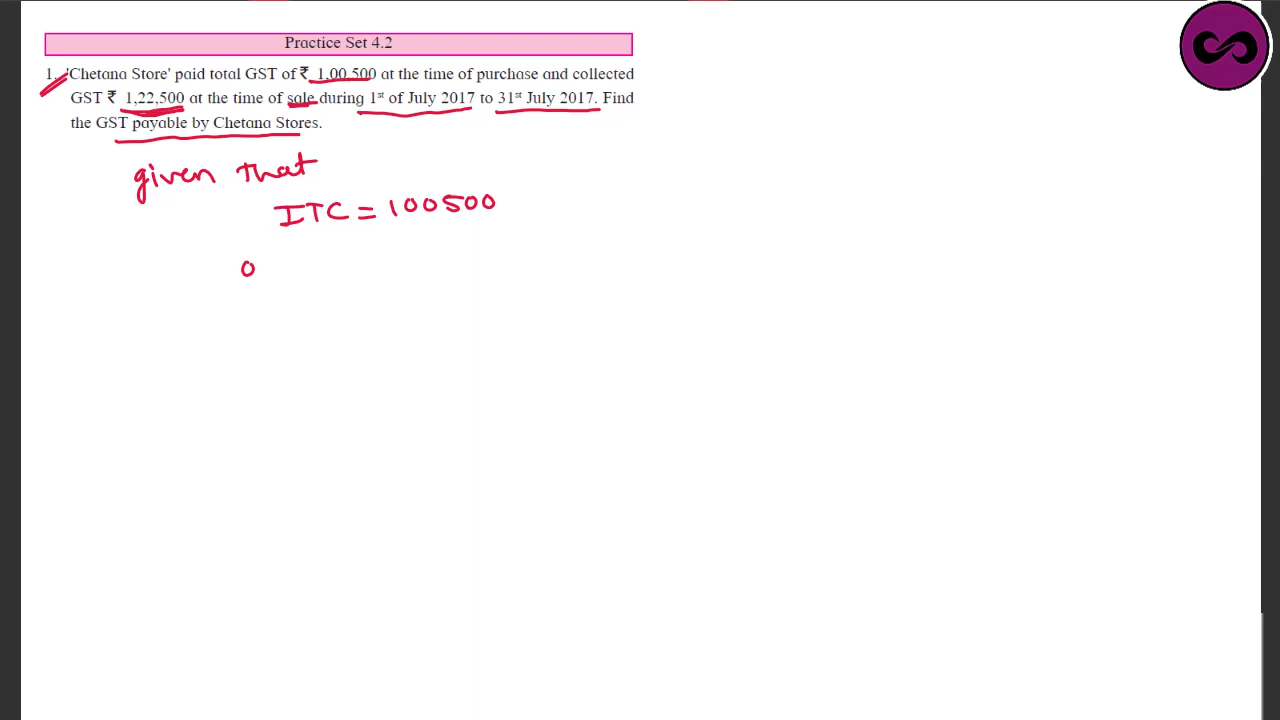 Practice Set 4.2
1. 'Chetana Store' paid total GST of ₹ 1,00,500 at the time of purchase and collected
GST ₹ 1,22,500 at the time of sale during 1st of July 2017 to 31st July 2017. Find
the GST payable by Chetana Stores.
given that
ITC = 100500
o